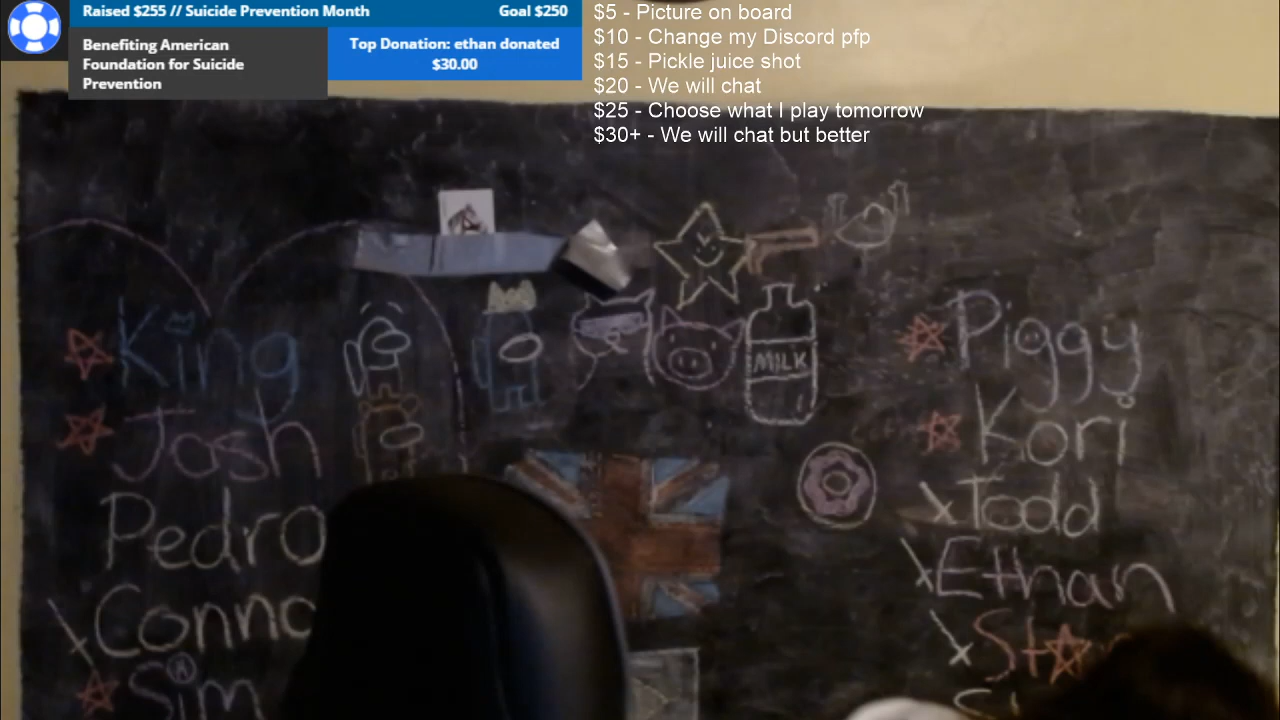 Raised $255 // Suicide Prevention Month Goal $250
Benefiting American
Foundation for Suicide
Prevention
Top Donation: ethan donated
$30.00
$5 - Picture on board
$10 - Change my Discord pfp
$15 - Pickle juice shot
$20 - We will chat
$25 - Choose what I play tomorrow
$30+ - We will chat but better
King
Josh
Pedro
Conno
Sim
MILK
Piggy
Kori
Todd
Ethan